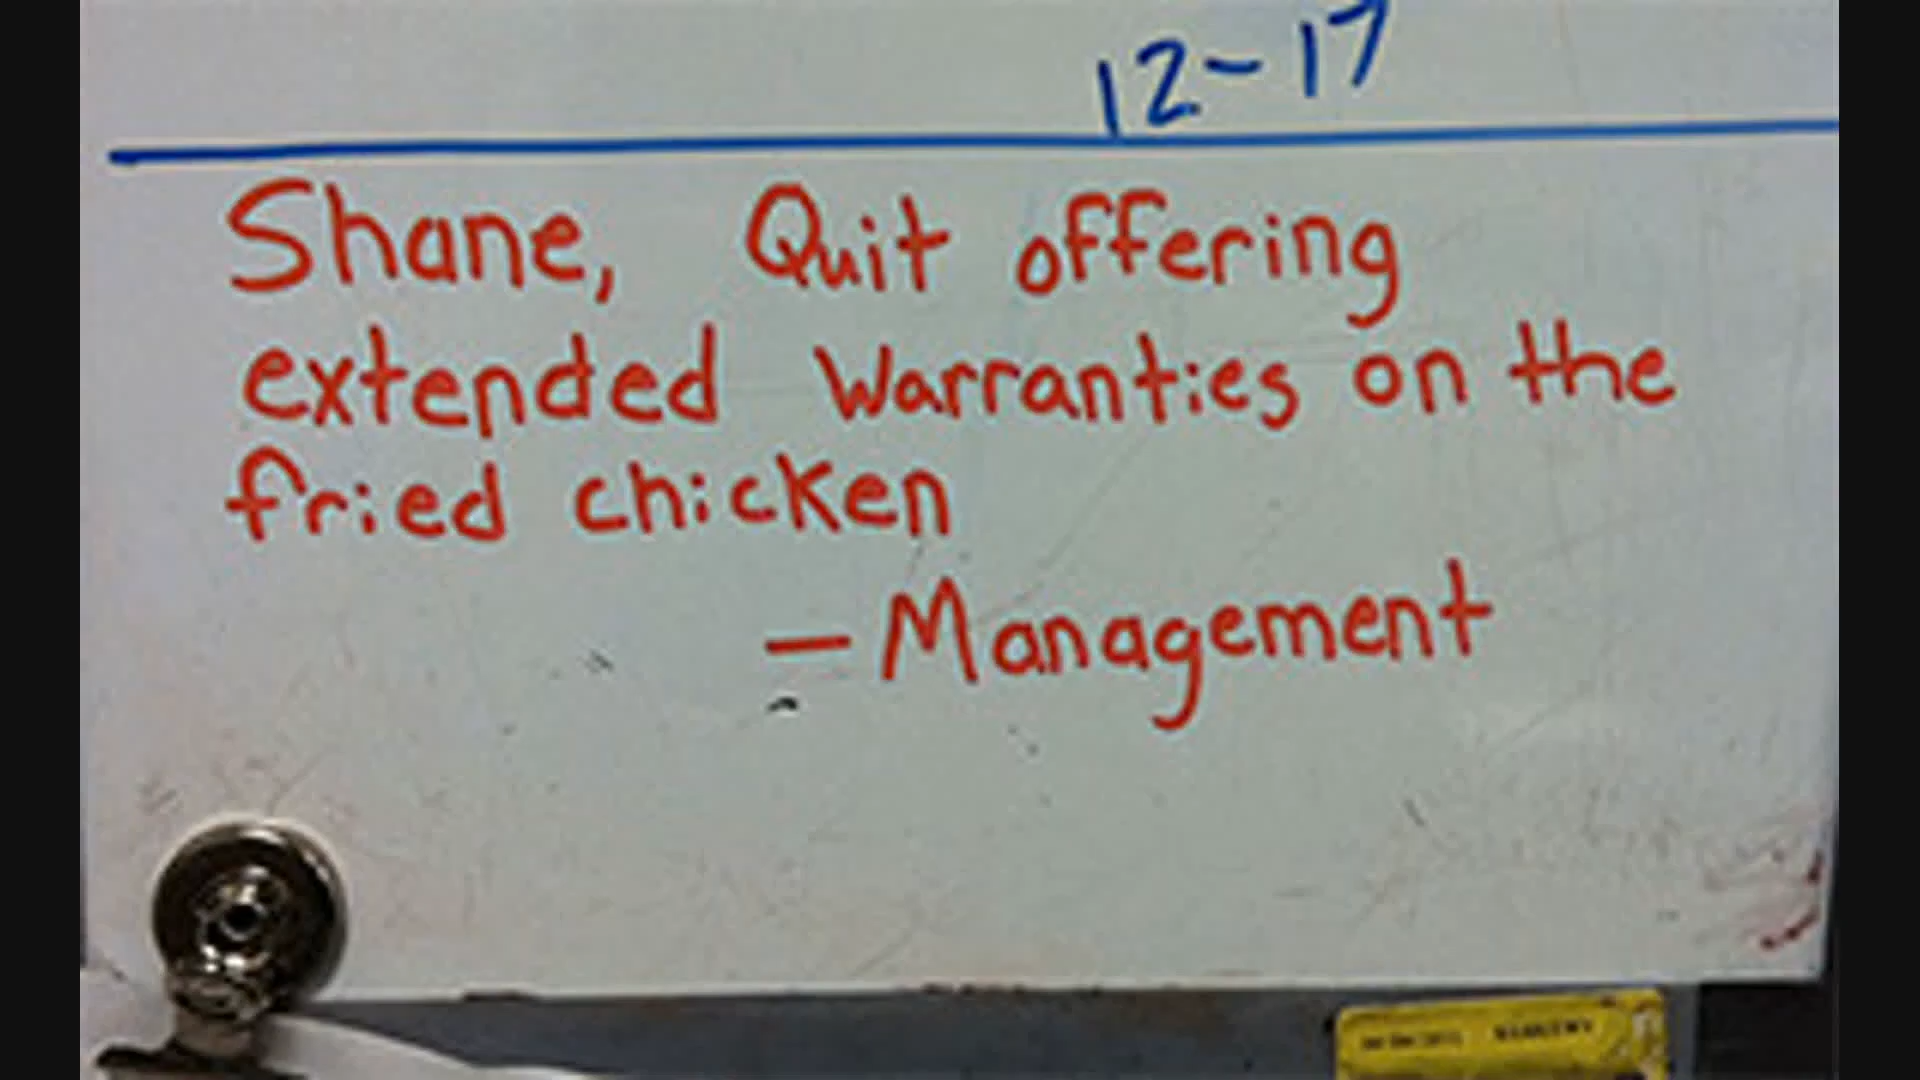 12-17
Shane, Quit offering
extended warranties on the
fried chicken
- Management